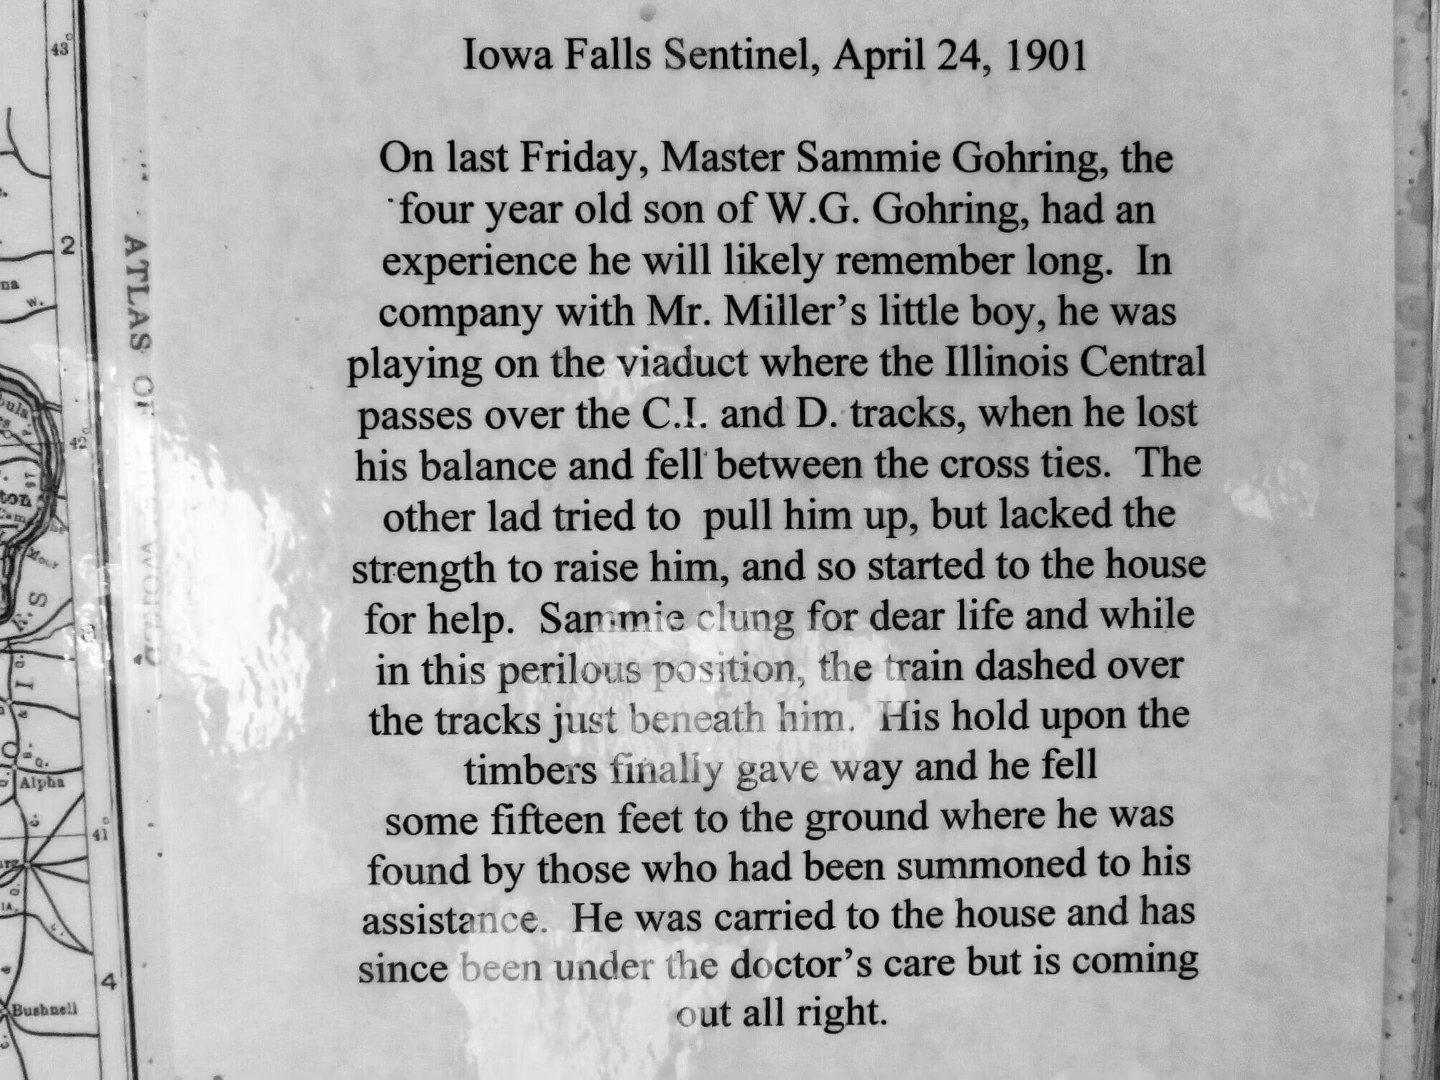 Iowa Falls Sentinel, April 24, 1901
On last Friday, Master Sammie Gohring, the
four year old son of W.G. Gohring, had an
experience he will likely remember long. In
company with Mr. Miller's little boy, he was
playing on the viaduct where the Illinois Central
passes over the C.I. and D. tracks, when he lost
his balance and fell between the cross ties. The
other lad tried to pull him up, but lacked the
strength to raise him, and so started to the house
for help. Sammie clung for dear life and while
in this perilous position, the train dashed over
the tracks just beneath him. His hold upon the
timbers finally gave way and he fell
some fifteen feet to the ground where he was
found by those who had been summoned to his
assistance. He was carried to the house and has
since been under the doctor's care but is coming
out all right.
ATLAS OF THE WORLD
43°
2
42°
41°
4
Alpha
Bushnell